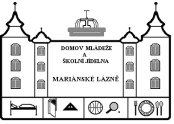 DOMOV MLÁDEŽE
A
ŠKOLNÍ JÍDELNA
MARIÁNSKÉ LÁZNĚ